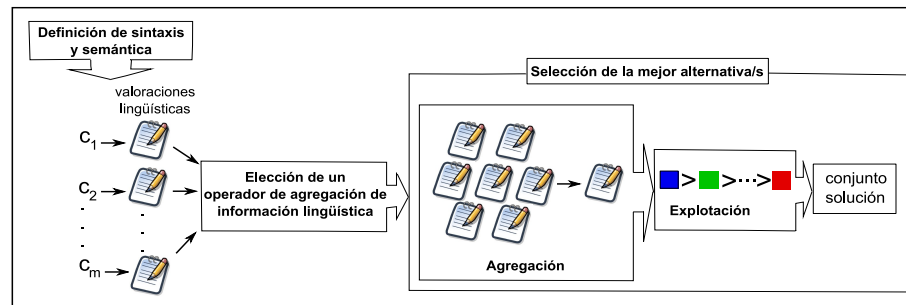 Definición de sintaxis
y semántica
valoraciones
lingüísticas
c1
c2
cm
Elección de un
operador de agregación de
información lingüística
Selección de la mejor alternativa/s
Agregación
> > ... >
Explotación
conjunto
solución